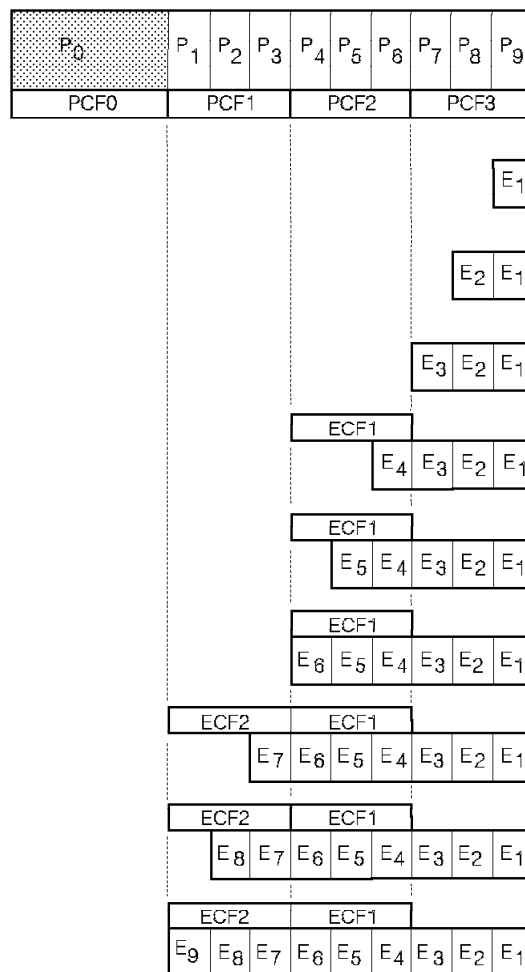 P0 P1 P2 P3 P4 P5 P6 P7 P8 P9
PCF0 PCF1 PCF2 PCF3
E1
E2 E1
E3 E2 E1
ECF1
E4 E3 E2 E1
ECF1
E5 E4 E3 E2 E1
ECF1
E6 E5 E4 E3 E2 E1
ECF2 ECF1
E7 E6 E5 E4 E3 E2 E1
ECF2 ECF1
E8 E7 E6 E5 E4 E3 E2 E1
ECF2 ECF1
E9 E8 E7 E6 E5 E4 E3 E2 E1